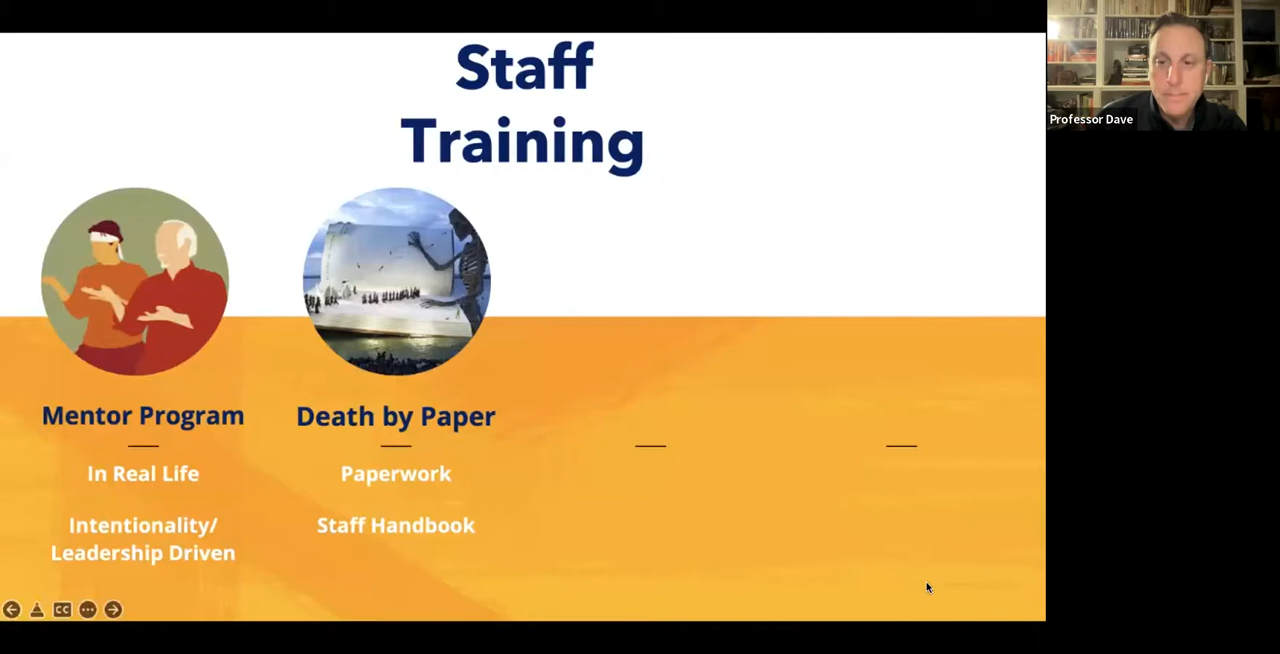 Staff
Training
Mentor Program
In Real Life
Intentionality/
Leadership Driven
Death by Paper
Paperwork
Staff Handbook
CC
Professor Dave